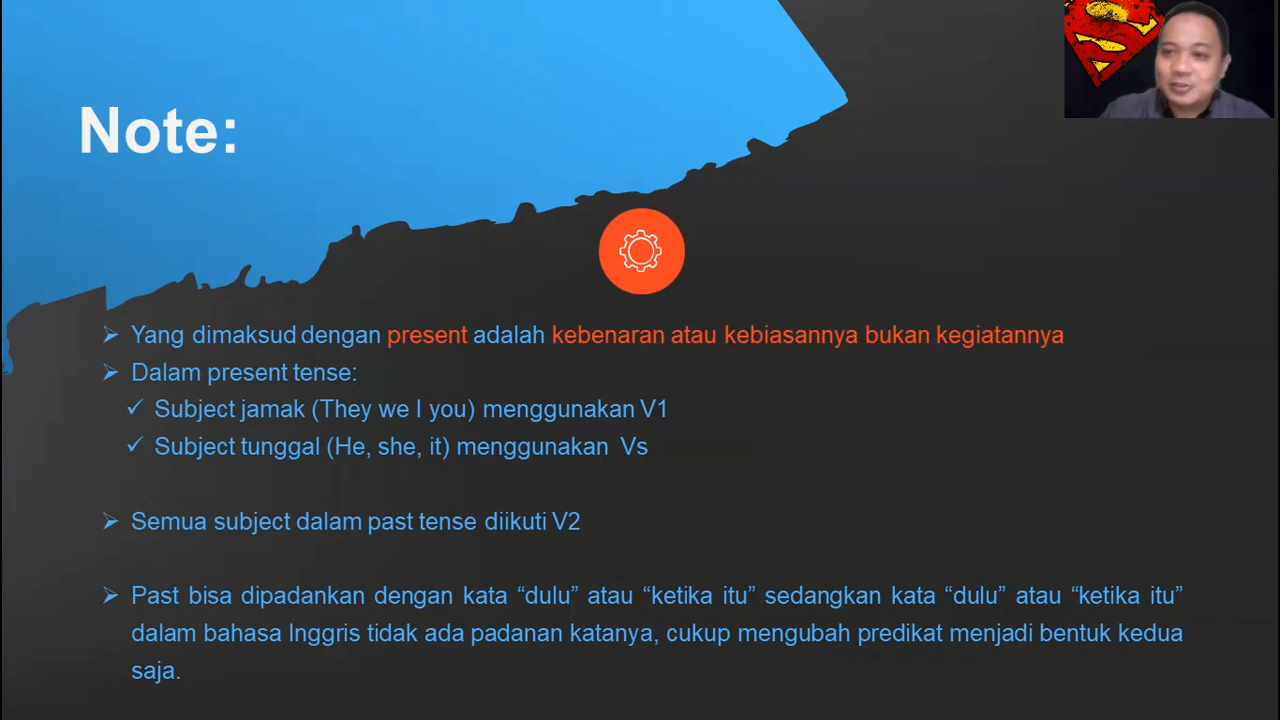 Note:
Yang dimaksud dengan present adalah kebenaran atau kebiasannya bukan kegiatannya
Dalam present tense:
Subject jamak (They we I you) menggunakan V1
Subject tunggal (He, she, it) menggunakan Vs
Semua subject dalam past tense diikuti V2
Past bisa dipadankan dengan kata “dulu” atau “ketika itu” sedangkan kata “dulu” atau “ketika itu”
dalam bahasa Inggris tidak ada padanan katanya, cukup mengubah predikat menjadi bentuk kedua
saja.